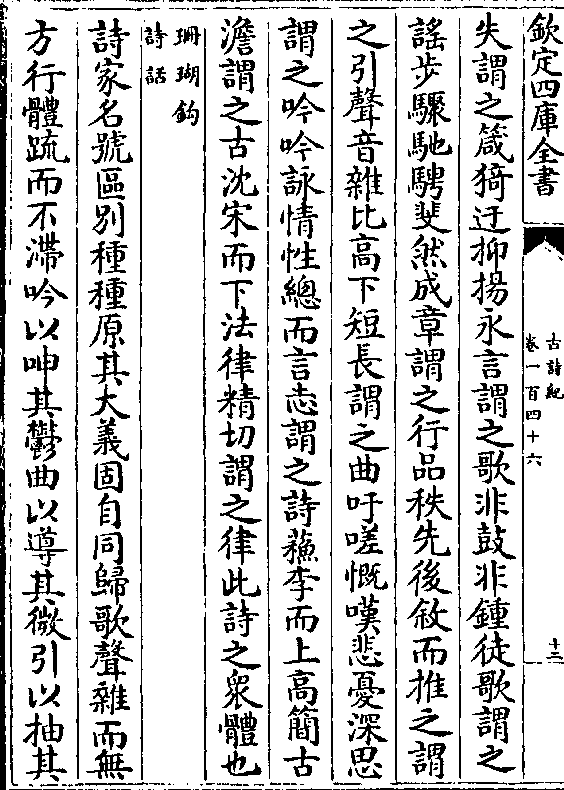 欽定四庫全書
古詩紀
卷一百四十六
十二
失謂之箴猗迂抑揚永言謂之歌非鼓非鍾徒歌謂之
謡步驟馳騁斐然成章謂之行品秩先後敘而推之謂
之引聲音雜比高下短長謂之曲吁嗟慨嘆悲憂深思
謂之吟吟詠情性總而言志謂之詩蘇李而上高簡古
澹謂之古沈宋而下法律精切謂之律此詩之衆體也
珊瑚鈎
詩話
詩家名號區別種種原其大義固自同歸歌聲雜而無
方行體疏而不滯吟以呻其鬱曲以導其微引以抽其